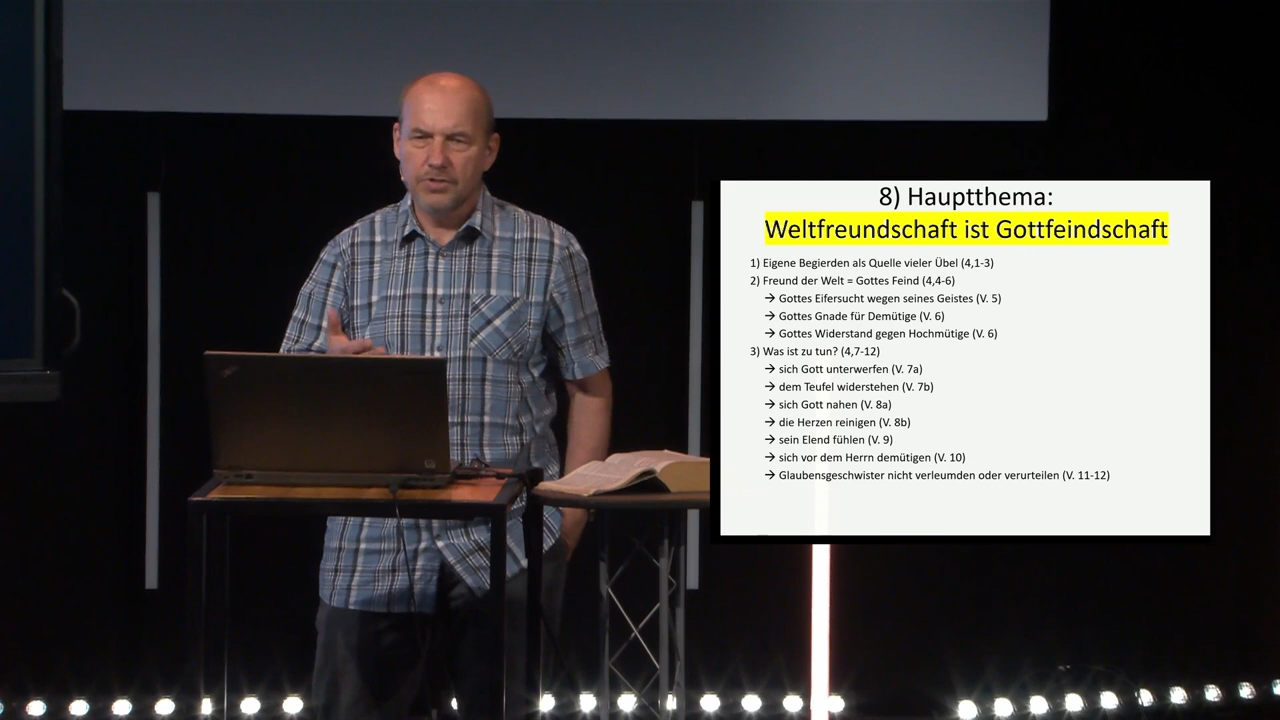 8) Hauptthema:
Weltfreundschaft ist Gottfeindschaft
1) Eigene Begierden als Quelle vieler Übel (4,1-3)
2) Freund der Welt = Gottes Feind (4,4-6)
→ Gottes Eifersucht wegen seines Geistes (V. 5)
→ Gottes Gnade für Demütige (V. 6)
→ Gottes Widerstand gegen Hochmütige (V. 6)
3) Was ist zu tun? (4,7-12)
→ sich Gott unterwerfen (V. 7a)
→ dem Teufel widerstehen (V. 7b)
→ sich Gott nahen (V. 8a)
→ die Herzen reinigen (V. 8b)
→ sein Elend fühlen (V. 9)
→ sich vor dem Herrn demütigen (V. 10)
→ Glaubensgeschwister nicht verleumden oder verurteilen (V. 11-12)